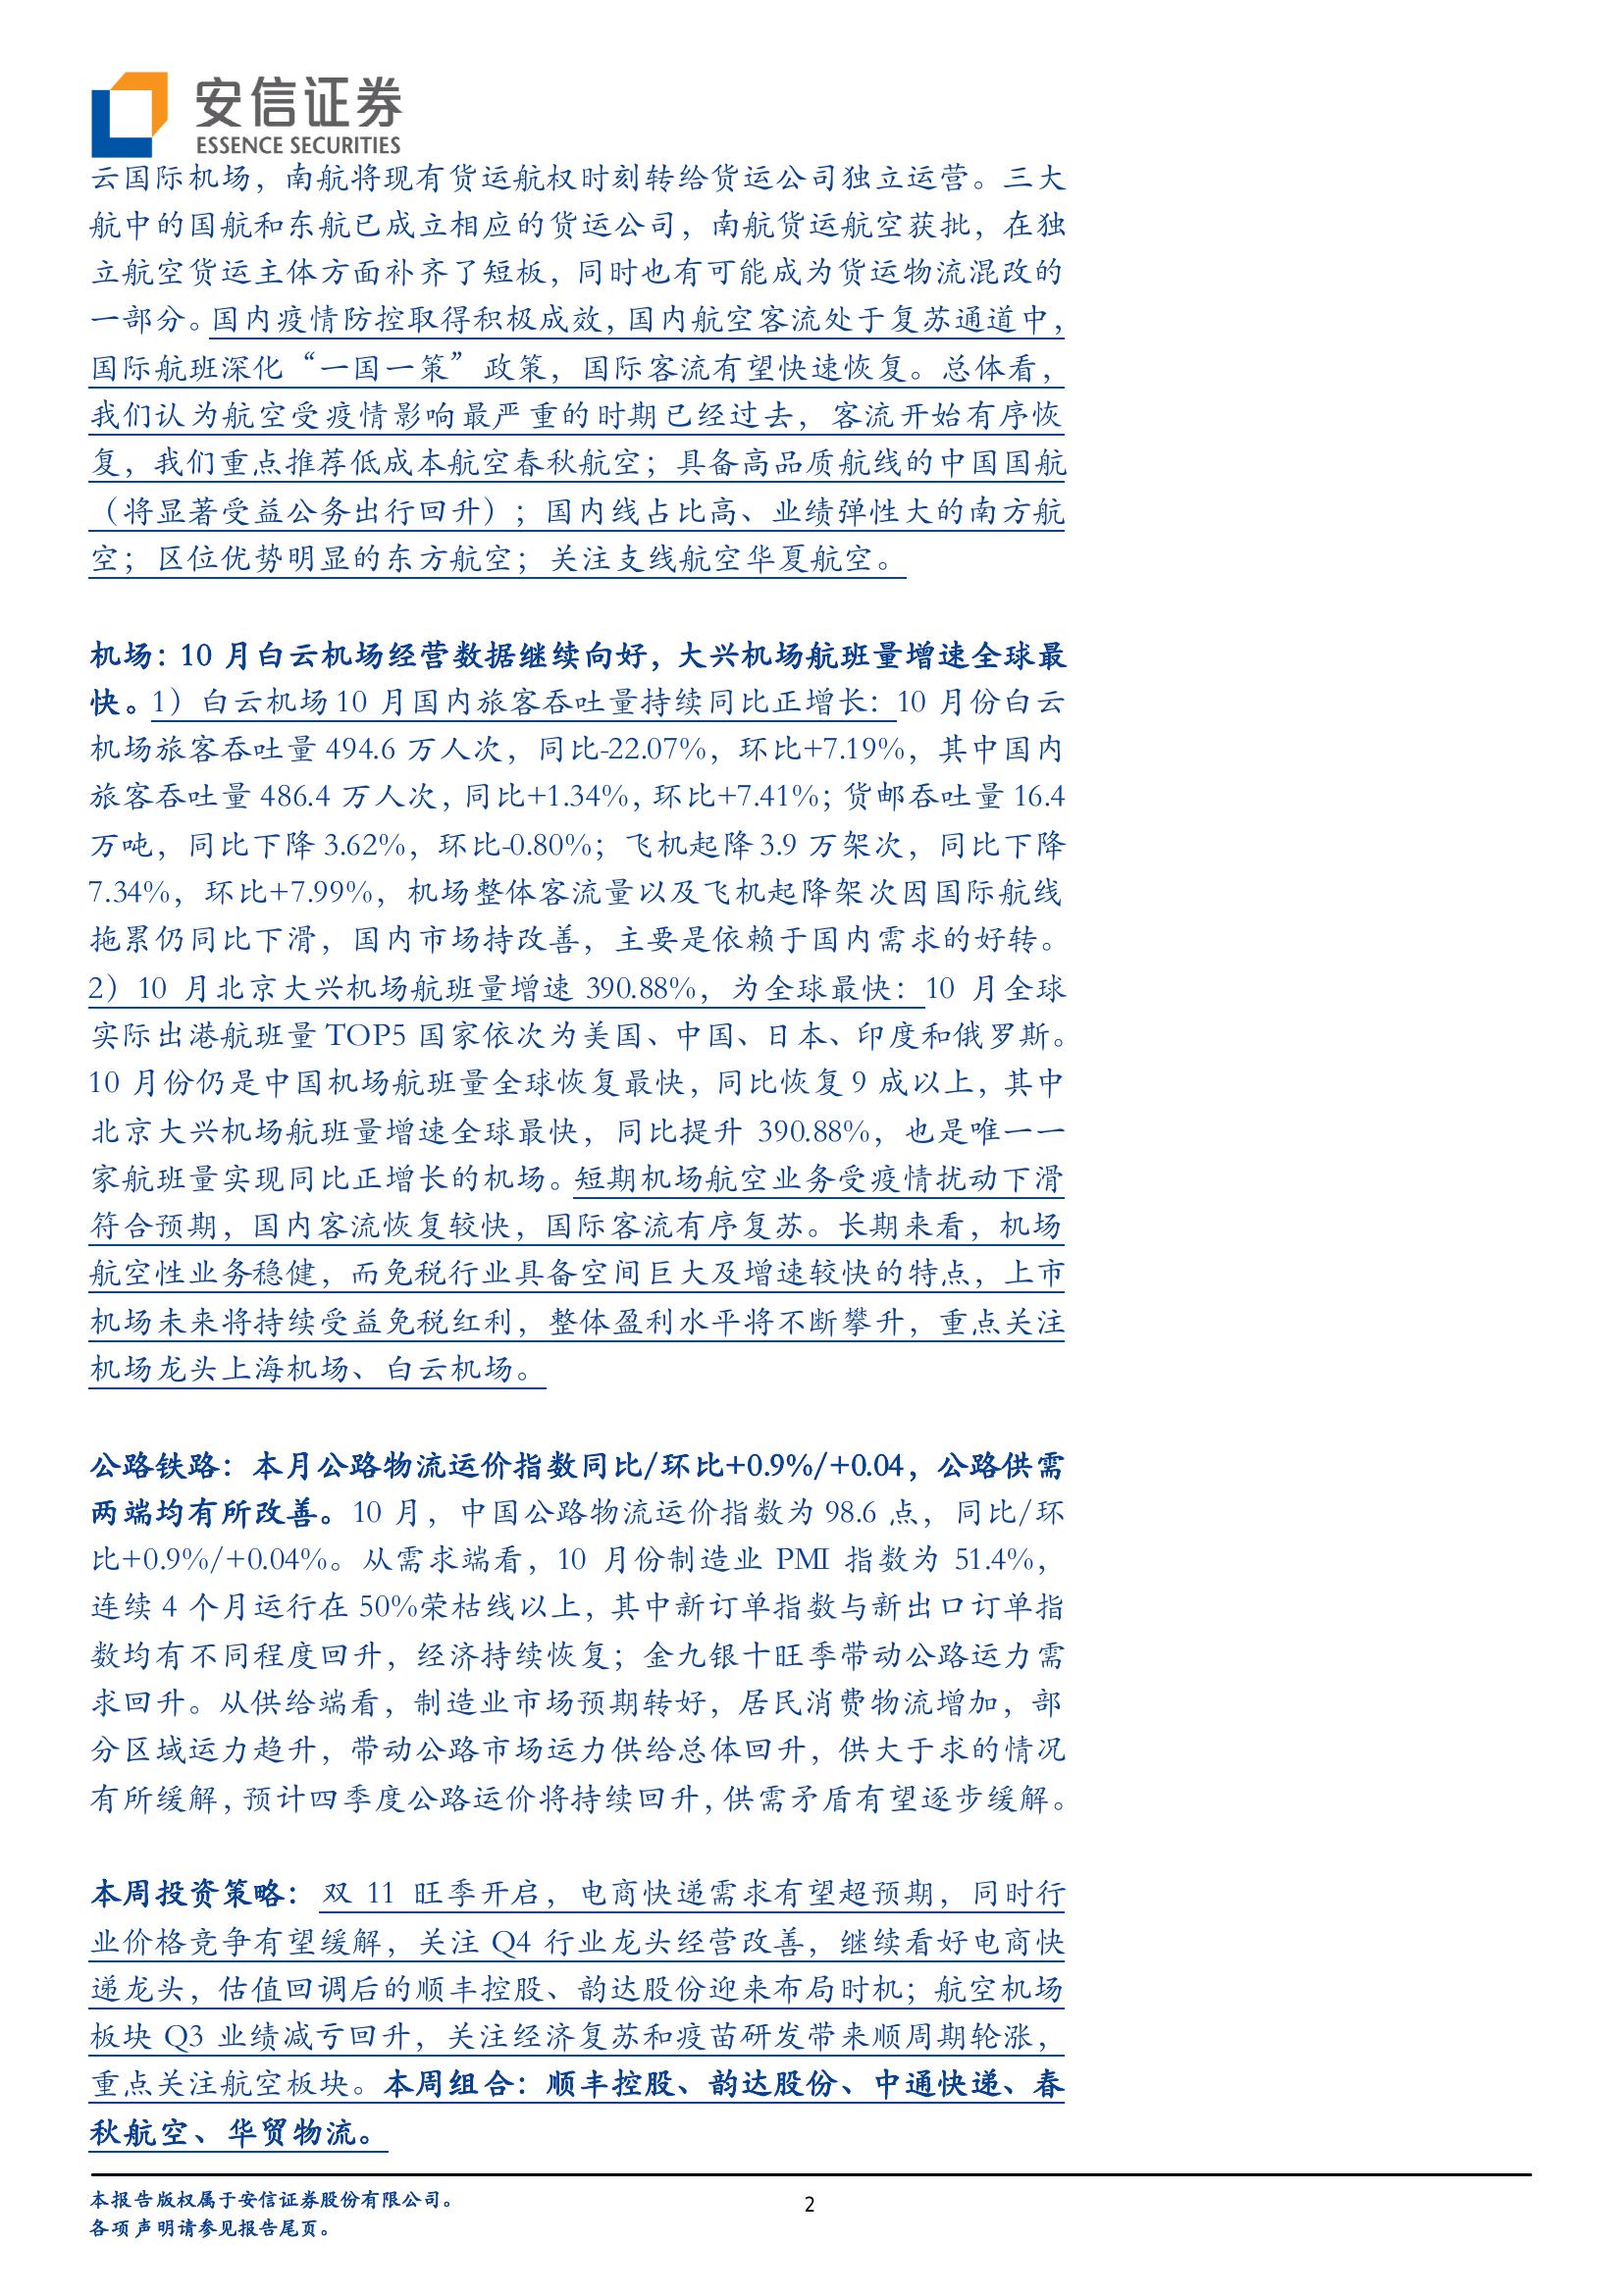 安信证券
ESSENCE SECURITIES
云国际机场，南航将现有货运航权时刻转给货运公司独立运营。三大
航中的国航和东航已成立相应的货运公司，南航货运航空获批，在独
立航空货运主体方面补齐了短板，同时也有可能成为货运物流混改的
一部分。国内疫情防控取得积极成效，国内航空客流处于复苏通道中，
国际航班深化“一国一策”政策，国际客流有望快速恢复。总体看，
我们认为航空受疫情影响最严重的时期已经过去，客流开始有序恢
复，我们重点推荐低成本航空春秋航空；具备高品质航线的中国国航
（将显著受益公务出行回升）；国内线占比高、业绩弹性大的南方航
空；区位优势明显的东方航空；关注支线航空华夏航空。
机场：10 月白云机场经营数据继续向好，大兴机场航班量增速全球最
快。1）白云机场 10 月国内旅客吞吐量持续同比正增长：10 月份白云
机场旅客吞吐量 494.6 万人次，同比-22.07%，环比+7.19%，其中国内
旅客吞吐量 486.4 万人次，同比+1.34%，环比+7.41%；货邮吞吐量 16.4
万吨，同比下降 3.62%，环比-0.80%；飞机起降 3.9 万架次，同比下降
7.34%，环比+7.99%，机场整体客流量以及飞机起降架次因国际航线
拖累仍同比下滑，国内市场持改善，主要是依赖于国内需求的好转。
2）10 月北京大兴机场航班量增速 390.88%，为全球最快：10 月全球
实际出港航班量 TOP5 国家依次为美国、中国、日本、印度和俄罗斯。
10 月份仍是中国机场航班量全球恢复最快，同比恢复 9 成以上，其中
北京大兴机场航班量增速全球最快，同比提升 390.88%，也是唯一一
家航班量实现同比正增长的机场。短期机场航空业务受疫情扰动下滑
符合预期，国内客流恢复较快，国际客流有序复苏。长期来看，机场
航空性业务稳健，而免税行业具备空间巨大及增速较快的特点，上市
机场未来将持续受益免税红利，整体盈利水平将不断攀升，重点关注
机场龙头上海机场、白云机场。
公路铁路：本月公路物流运价指数同比/环比+0.9%/+0.04，公路供需
两端均有所改善。10 月，中国公路物流运价指数为 98.6 点，同比/环
比+0.9%/+0.04%。从需求端看，10 月份制造业 PMI 指数为 51.4%，
连续 4 个月运行在 50%荣枯线以上，其中新订单指数与新出口订单指
数均有不同程度回升，经济持续恢复；金九银十旺季带动公路运力需
求回升。从供给端看，制造业市场预期转好，居民消费物流增加，部
分区域运力趋升，带动公路市场运力供给总体回升，供大于求的情况
有所缓解，预计四季度公路运价将持续回升，供需矛盾有望逐步缓解。
本周投资策略：双 11 旺季开启，电商快递需求有望超预期，同时行
业价格竞争有望缓解，关注 Q4 行业龙头经营改善，继续看好电商快
递龙头，估值回调后的顺丰控股、韵达股份迎来布局时机；航空机场
板块 Q3 业绩减亏回升，关注经济复苏和疫苗研发带来顺周期轮涨，
重点关注航空板块。本周组合：顺丰控股、韵达股份、中通快递、春
秋航空、华贸物流。
本报告版权属于安信证券股份有限公司。
各项声明请参见报告尾页。
2